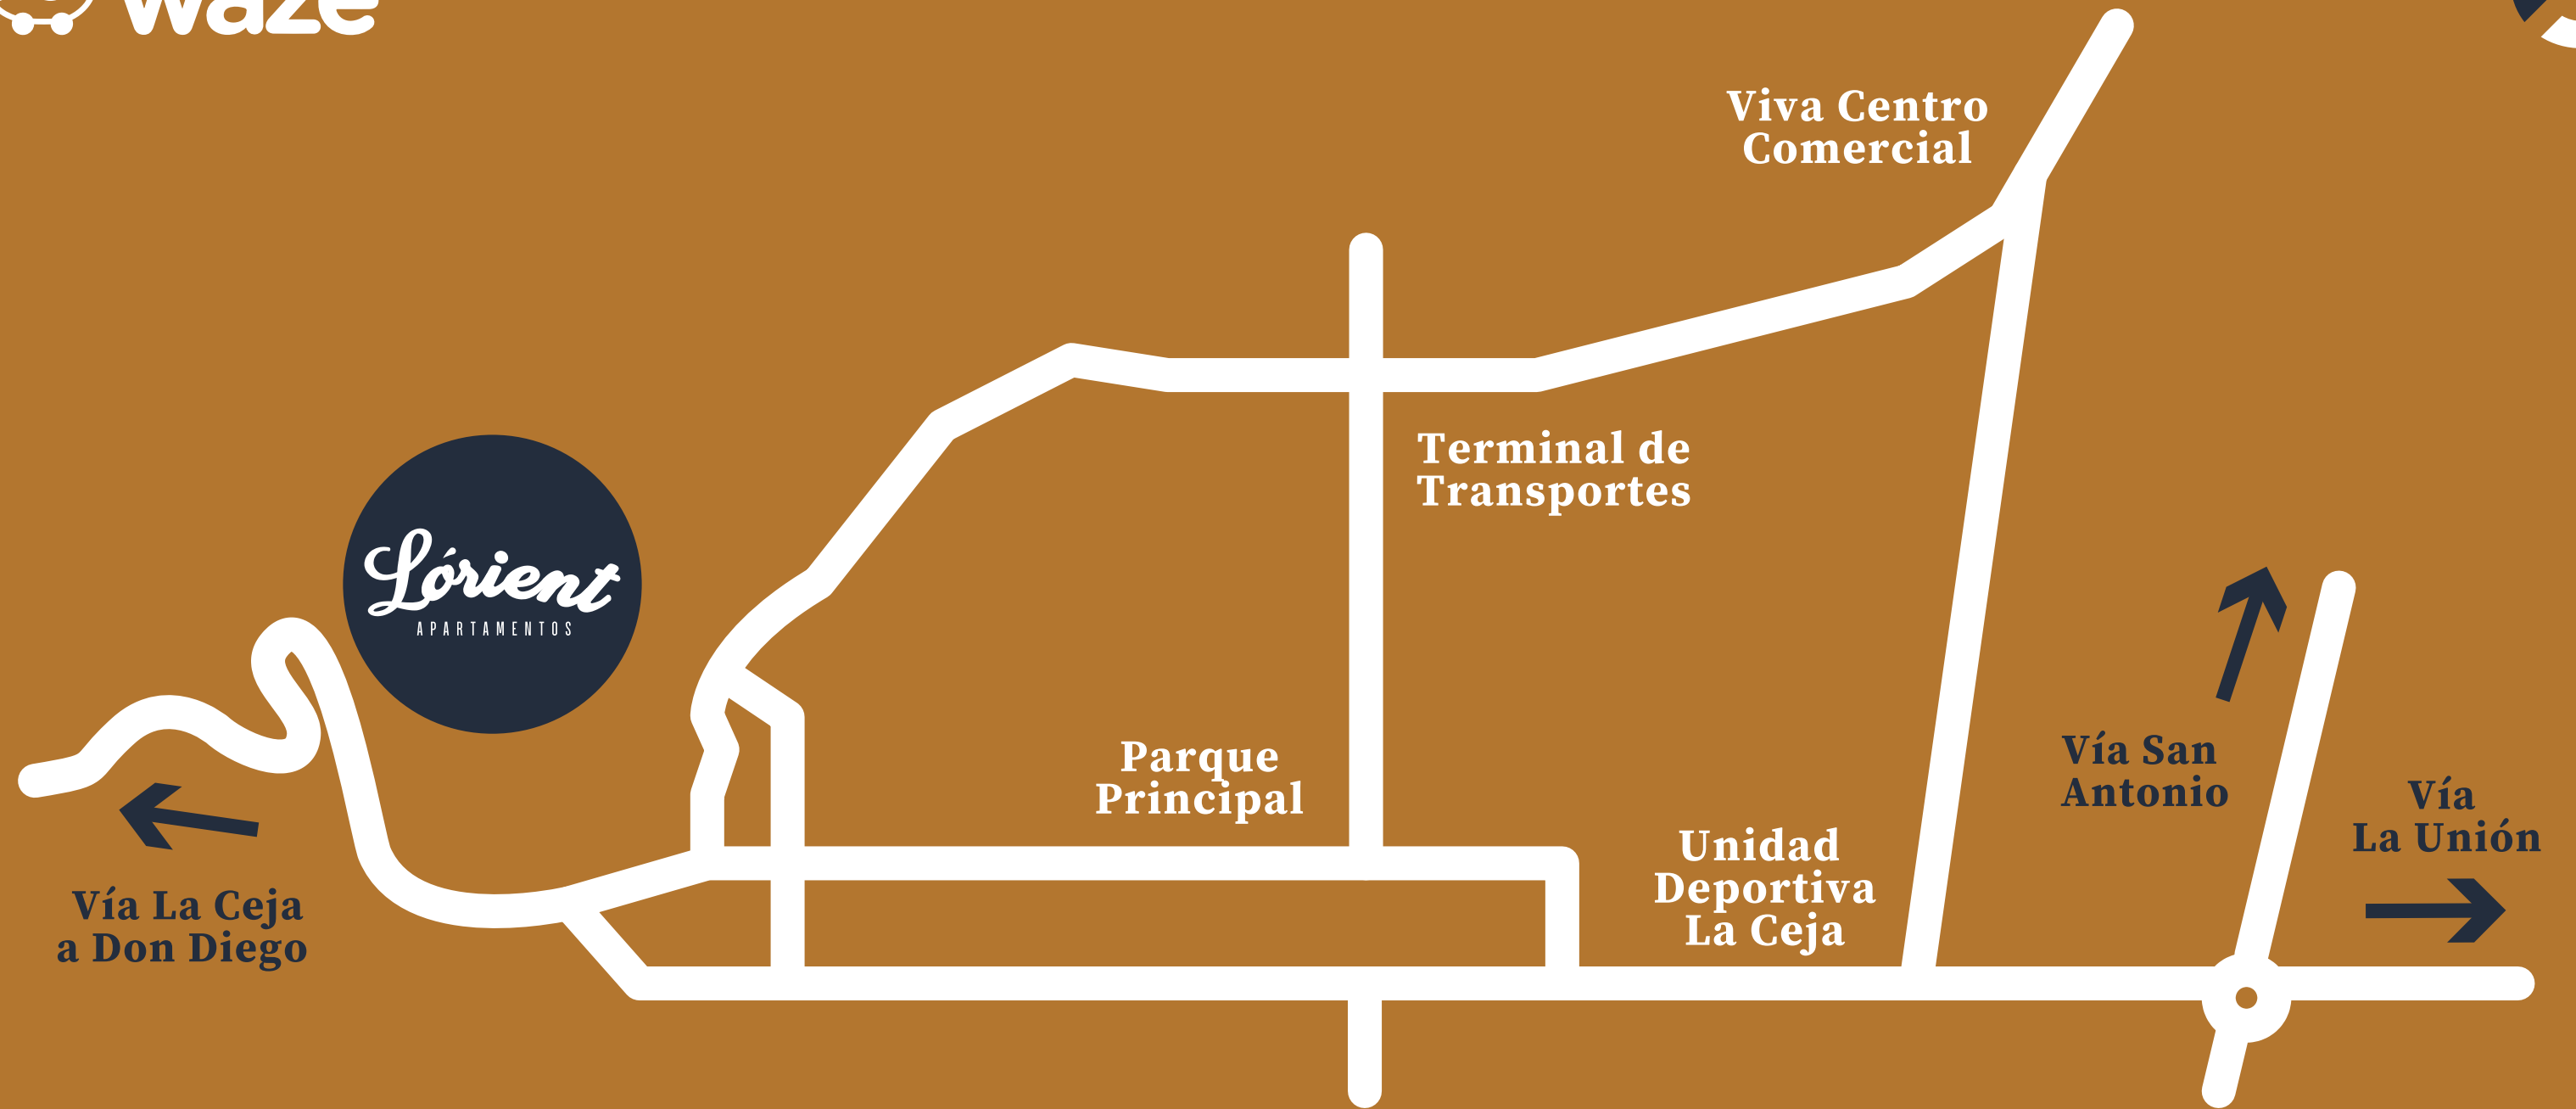 waze
Viva Centro
Comercial
Terminal de
Transportes
Lórient
APARTAMENTOS
Parque
Principal
Vía San
Antonio
Vía
La Unión
Unidad
Deportiva
La Ceja
Vía La Ceja
a Don Diego